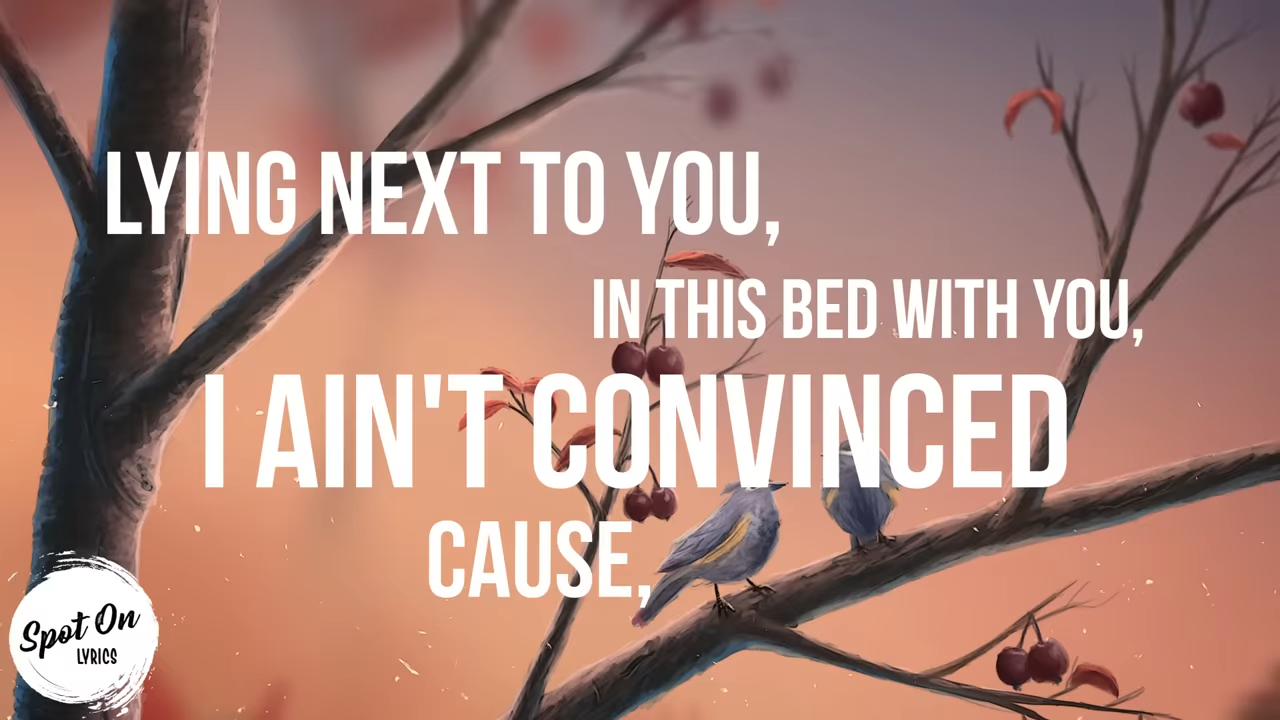 LYING NEXT TO YOU,
IN THIS BED WITH YOU,
I AIN'T CONVINCED
CAUSE,
Spot On
LYRICS